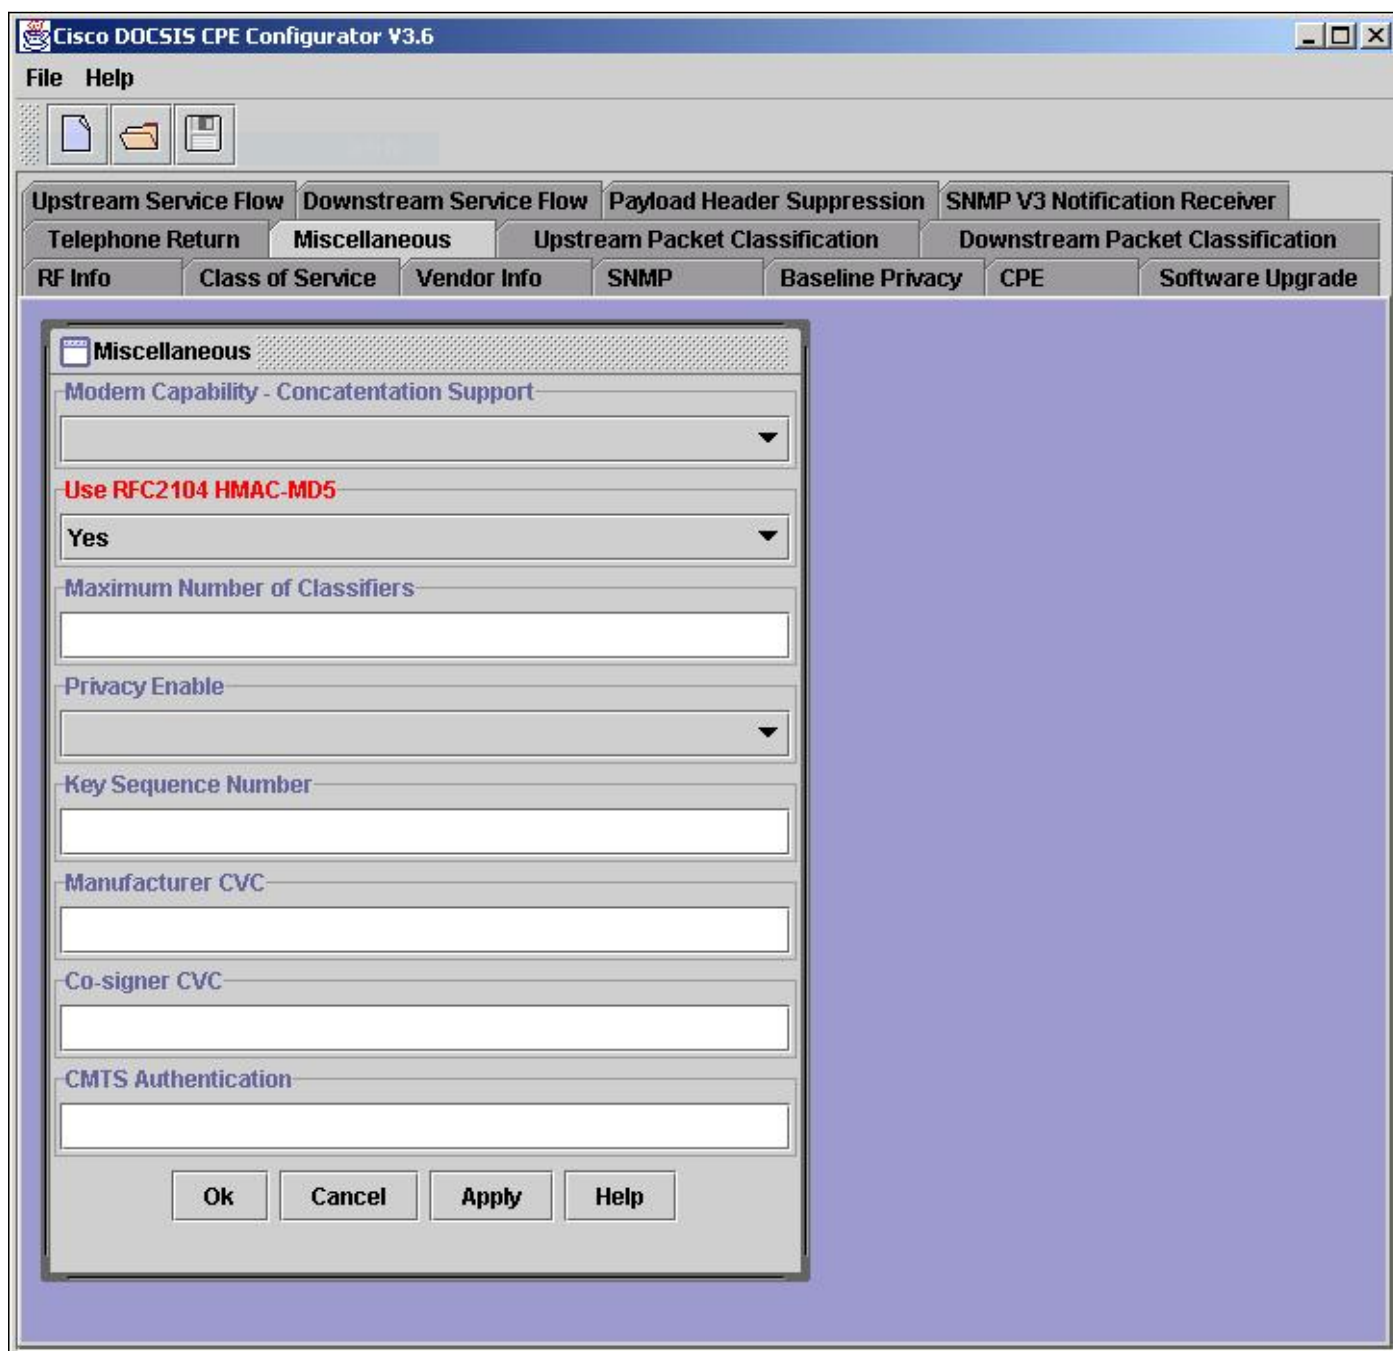 Cisco DOCSIS CPE Configurator V3.6
File Help
Upstream Service Flow Downstream Service Flow Payload Header Suppression SNMP V3 Notification Receiver
Telephone Return Miscellaneous Upstream Packet Classification Downstream Packet Classification
RF Info Class of Service Vendor Info SNMP Baseline Privacy CPE Software Upgrade
Miscellaneous
Modem Capability - Concatentation Support
Use RFC2104 HMAC-MD5
Yes
Maximum Number of Classifiers
Privacy Enable
Key Sequence Number
Manufacturer CVC
Co-signer CVC
CMTS Authentication
Ok Cancel Apply Help